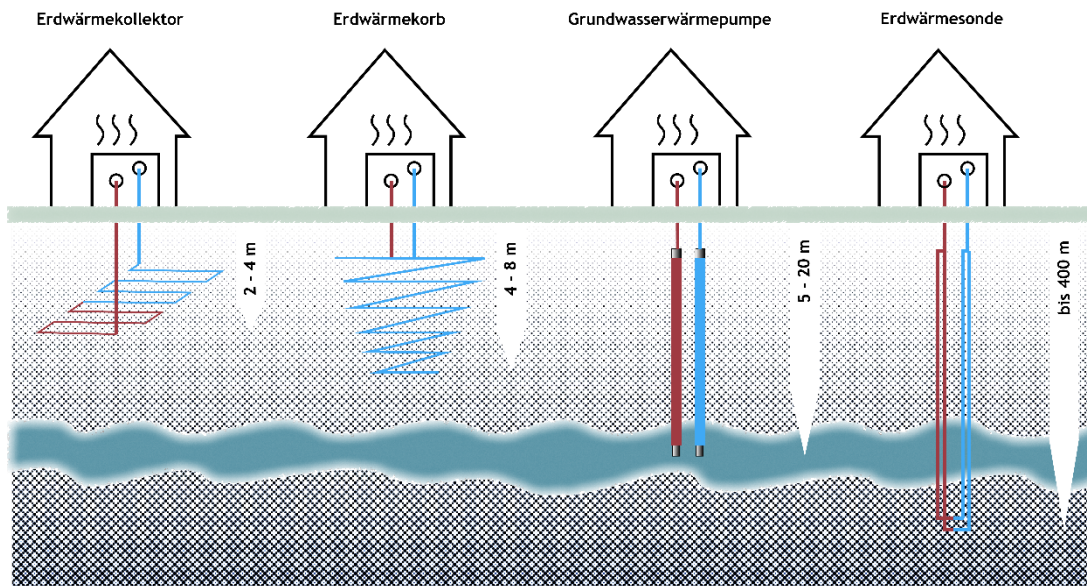 Erdwärmekollektor
Erdwärmekorb
Grundwasserwärmepumpe
Erdwärmesonde
2 - 4 m
4 - 8 m
5 - 20 m
bis 400 m